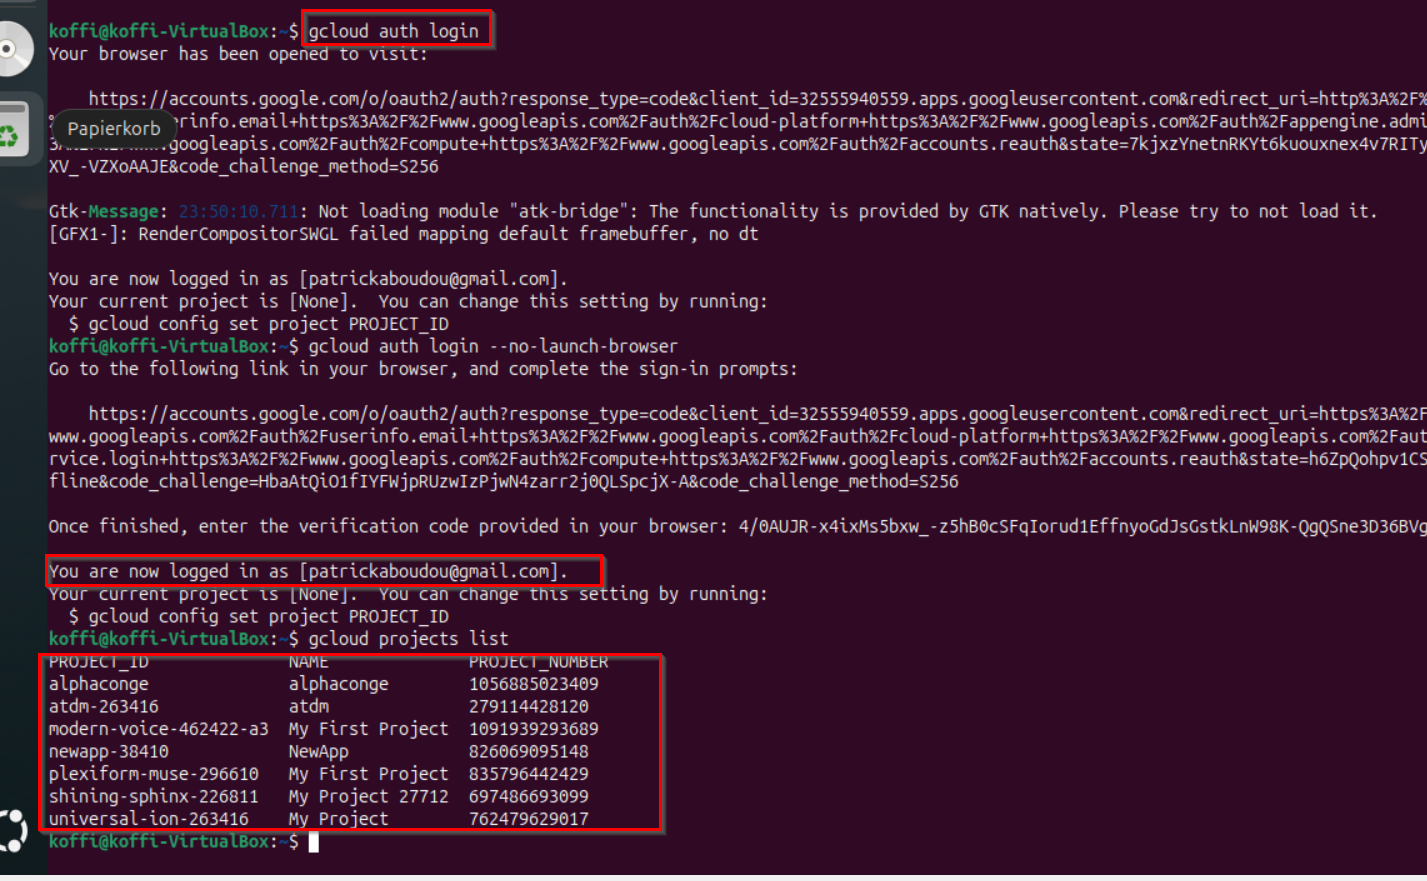 koffi@koffi-VirtualBox:~$ gcloud auth login
Your browser has been opened to visit:
https://accounts.google.com/o/oauth2/auth?response_type=code&client_id=32555940559.apps.googleusercontent.com&redirect_uri=http%3A%2F%
Papierkorb
rinfo.email+https%3A%2F%2Fwww.googleapis.com%2Fauth%2Fcloud-platform+https%3A%2F%2Fwww.googleapis.com%2Fauth%2Fappengine.admi
.googleapis.com%2Fauth%2Fcompute+https%3A%2F%2Fwww.googleapis.com%2Fauth%2Faccounts.reauth&state=7kjxzYnetnRKYt6kuouxnex4v7RITy
XV_-VZXoAAJE&code_challenge_method=S256
Gtk-Message: 23:50:10.711: Not loading module "atk-bridge": The functionality is provided by GTK natively. Please try to not load it.
[GFX1-]: RenderCompositorSWGL failed mapping default framebuffer, no dt
You are now logged in as [patrickaboudou@gmail.com].
Your current project is [None].  You can change this setting by running:
$ gcloud config set project PROJECT_ID
koffi@koffi-VirtualBox:~$ gcloud auth login --no-launch-browser
Go to the following link in your browser, and complete the sign-in prompts:
https://accounts.google.com/o/oauth2/auth?response_type=code&client_id=32555940559.apps.googleusercontent.com&redirect_uri=https%3A%2F
www.googleapis.com%2Fauth%2Fuserinfo.email+https%3A%2F%2Fwww.googleapis.com%2Fauth%2Fcloud-platform+https%3A%2F%2Fwww.googleapis.com%2Faut
rvice.login+https%3A%2F%2Fwww.googleapis.com%2Fauth%2Fcompute+https%3A%2F%2Fwww.googleapis.com%2Fauth%2Faccounts.reauth&state=h6ZpQohpv1CS
fline&code_challenge=HbaAtQiO1fIYFWjpRUzwIzPjwN4zarr2j0QLSpcjX-A&code_challenge_method=S256
Once finished, enter the verification code provided in your browser: 4/0AUJR-x4ixMs5bxw_-z5hB0cSFqIorud1EffnyoGdJsGstkLnW98K-QgQSne3D36BVg
You are now logged in as [patrickaboudou@gmail.com].
Your current project is [None].  You can change this setting by running:
$ gcloud config set project PROJECT_ID
koffi@koffi-VirtualBox:~$ gcloud projects list
PROJECT_ID NAME PROJECT_NUMBER
alphaconge alphaconge 1056885023409
atdm-263416 atdm 279114428120
modern-voice-462422-a3 My First Project 1091939293689
newapp-38410 NewApp 826069095148
plexiform-muse-296610 My First Project 835796442429
shining-sphinx-226811 My Project 27712 697486693099
universal-ion-263416 My Project 762479629017
koffi@koffi-VirtualBox:~$